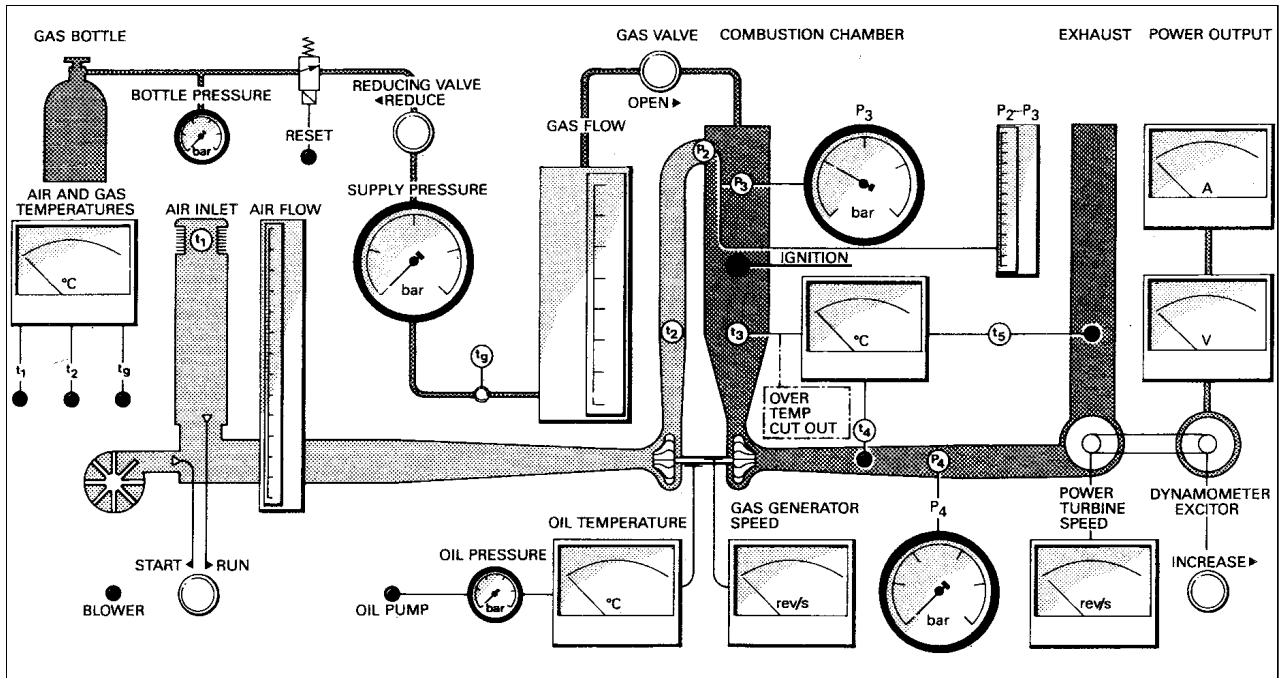 GAS BOTTLE
GAS VALVE
COMBUSTION CHAMBER
EXHAUST
POWER OUTPUT
BOTTLE PRESSURE
bar
RESET
REDUCING VALVE
◄REDUCE
OPEN►
GAS FLOW
P3
P2-P3
P2
P3
bar
A
AIR AND GAS
TEMPERATURES
°C
AIR INLET
t1
AIR FLOW
SUPPLY PRESSURE
bar
IGNITION
t1
t2
tg
tg
t2
t3
°C
t5
V
OVER
TEMP
CUT OUT
t4
P4
P4
START
RUN
BLOWER
OIL PUMP
OIL PRESSURE
bar
OIL TEMPERATURE
°C
GAS GENERATOR
SPEED
rev/s
bar
POWER
TURBINE
SPEED
rev/s
DYNAMOMETER
EXCITOR
INCREASE►